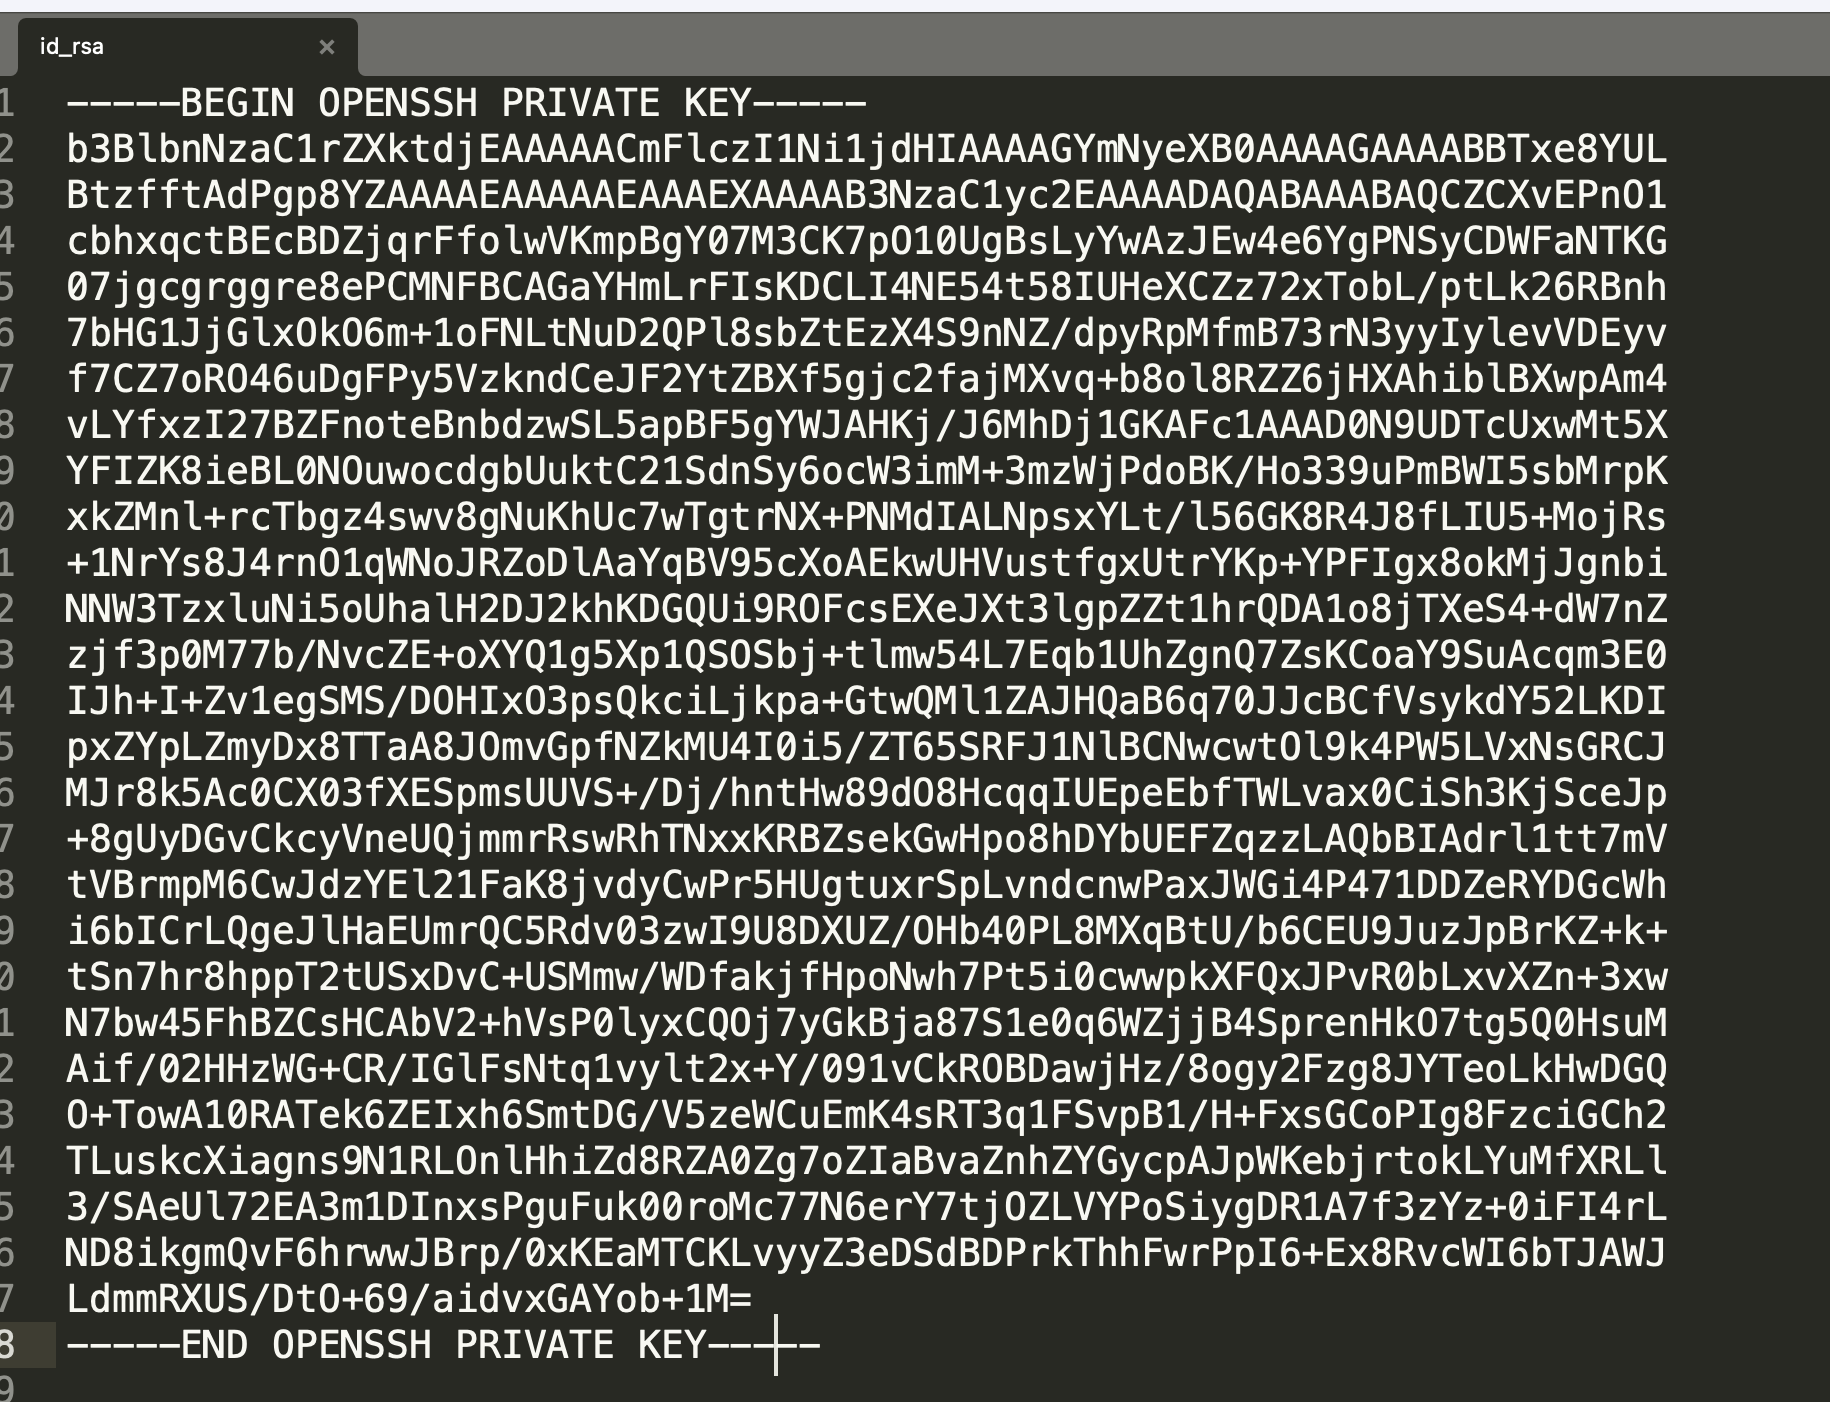 id_rsa ×
-----BEGIN OPENSSH PRIVATE KEY-----
b3BlbnNzaC1rZXktdjEAAAAACmFlczI1Ni1jdHIAAAAGYmNyeXB0AAAAGAAAABBTxe8YUL
BtzfftAdPgp8YZAAAAEAAAAAEAAAEXAAAAB3NzaC1yc2EAAAADAQABAAABAQCZCXvEPnO1
cbhxqctBEcBDZjqrFfolwVKmpBgY07M3CK7pO10UgBsLyYwAzJEw4e6YgPNSyCDWFaNTKG
07jgcgrggre8ePCMNFBCAGaYHmLrFIsKDCLI4NE54t58IUHeXCZz72xTobL/ptLk26RBnh
7bHG1JjGlxOkO6m+1oFNLtNuD2QPl8sbZtEzX4S9nNZ/dpyRpMfmB73rN3yyIylevVDEyv
f7CZ7oRO46uDgFPy5VzkndCeJF2YtZBXf5gjc2fajMXvq+b8ol8RZZ6jHXAhiblBXwpAm4
vLYfxzI27BZFnoteBnbdzwSL5apBF5gYWJAHKj/J6MhDj1GKAFc1AAAD0N9UDTcUxwMt5X
YFIZK8ieBL0NOuwocdgbUuktC21SdnSy6ocW3imM+3mzWjPdoBK/Ho339uPmBWI5sbMrpK
xkZMnl+rcTbgz4swv8gNuKhUc7wTgtrNX+PNMdIALNpsxYLt/l56GK8R4J8fLIU5+MojRs
+1NrYs8J4rnO1qWNoJRZoDlAaYqBV95cXoAEkwUHVustfgxUtrYKp+YPFIgx8okMjJgnbi
NNW3TzxluNi5oUhalH2DJ2khKDGQUi9ROFcsEXeJXt3lgpZZt1hrQDA1o8jTXeS4+dW7nZ
zjf3p0M77b/NvcZE+oXYQ1g5Xp1QSOSbj+tlmw54L7Eqb1UhZgnQ7ZsKCoaY9SuAcqm3E0
IJh+I+Zv1egSMS/DOHIxO3psQkciLjkpa+GtwQMl1ZAJHQaB6q70JJcBCfVsykdY52LKDI
pxZYpLZmyDx8TTaA8JOmvGpfNZkMU4I0i5/ZT65SRFJ1NlBCNwcwtOl9k4PW5LVxNsGRCJ
MJr8k5Ac0CX03fXESpmsUUVS+/Dj/hntHw89dO8HcqqIUEpeEbfTWLvax0CiSh3KjSceJp
+8gUyDGvCkcyVneUQjmmrRswRhTNxxKRBZsekGwHpo8hDYbUEFZqzzLAQbBIAdrl1tt7mV
tVBrmpM6CwJdzYEl21FaK8jvdyCwPr5HUgtuxrSpLvndcnwPaxJWGi4P471DDZeRYDGcWh
i6bICrLQgeJlHaEUmrQC5Rdv03zwI9U8DXUZ/OHb40PL8MXqBtU/b6CEU9JuzJpBrKZ+k+
tSn7hr8hppT2tUSxDvC+USMmw/WDfakjfHpoNwh7Pt5i0cwwpkXFQxJPvR0bLxvXZn+3xw
N7bw45FhBZCsHCAbV2+hVsP0lyxCQOj7yGkBja87S1e0q6WZjjB4SprenHkO7tg5Q0HsuM
Aif/02HHzWG+CR/IGlFsNtq1vylt2x+Y/091vCkROBDawjHz/8ogy2Fzg8JYTeoLkHwDGQ
O+TowA10RATek6ZEIxh6SmtDG/V5zeWCuEmK4sRT3q1FSvpB1/H+FxsGCoPIg8FzciGCh2
TLuskcXiagns9N1RLOnlHhiZd8RZA0Zg7oZIaBvaZnhZYGycpAJpWKebjrtokLYuMfXRLl
3/SAeUl72EA3m1DInxsPguFuk00roMc77N6erY7tjOZLVYPoSiygDR1A7f3zYz+0iFI4rL
ND8ikgmQvF6hrwwJBrp/0xKEaMTCKLvyyZ3eDSdBDPrkThhFwrPpI6+Ex8RvcWI6bTJAWJ
LdmmRXUS/DtO+69/aidvxGAYob+1M=
-----END OPENSSH PRIVATE KEY-----